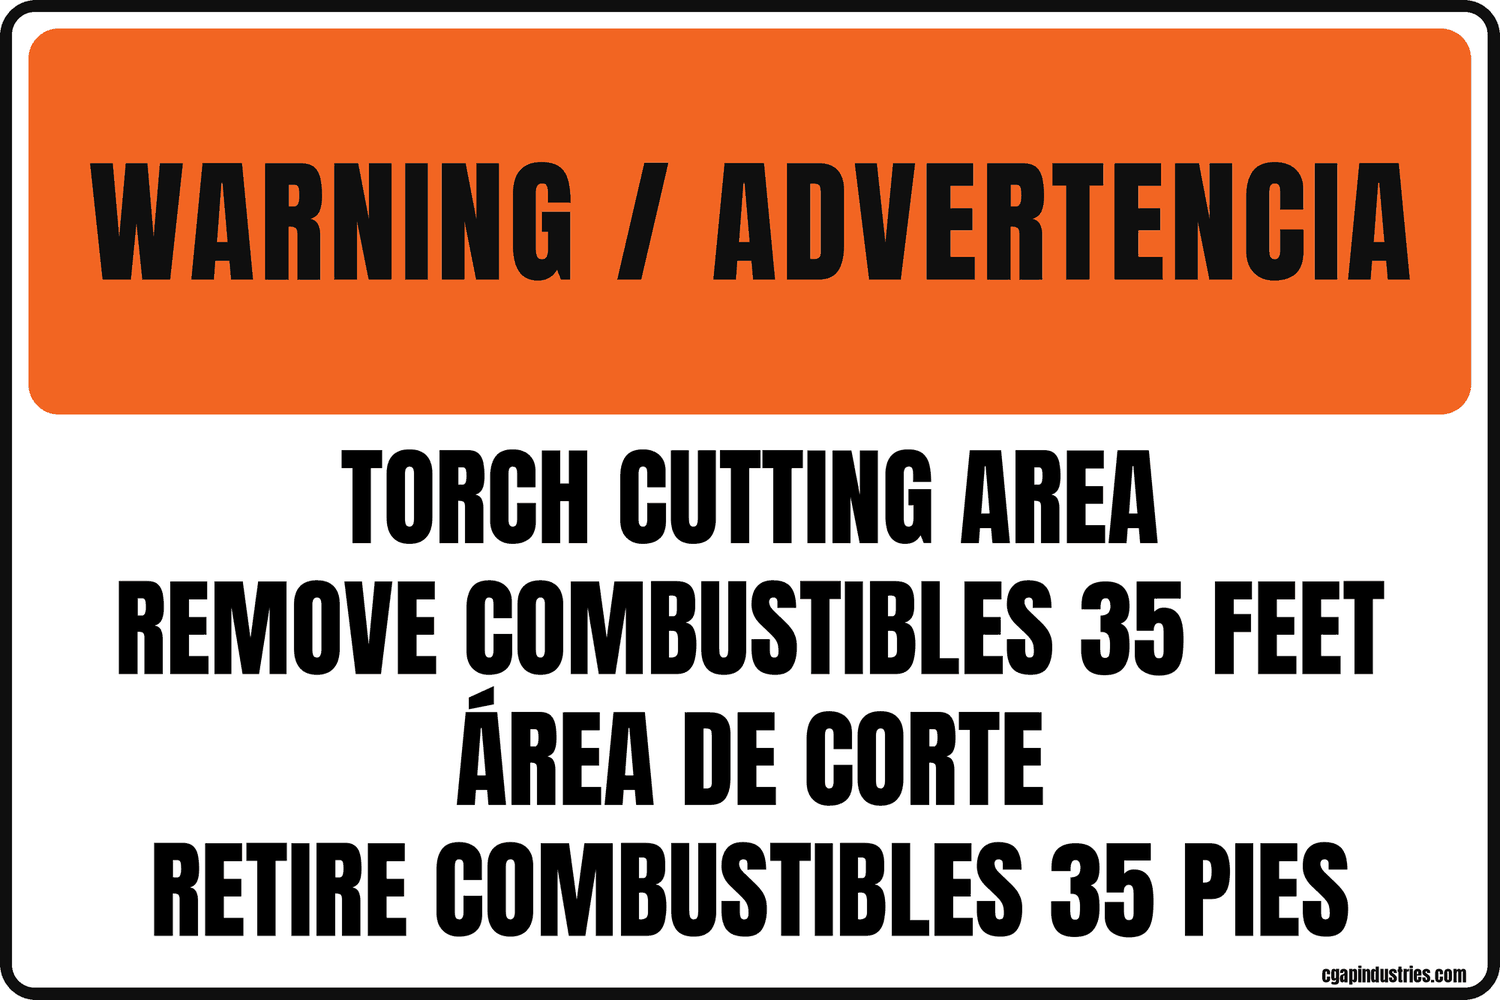 WARNING / ADVERTENCIA
TORCH CUTTING AREA
REMOVE COMBUSTIBLES 35 FEET
ÁREA DE CORTE
RETIRE COMBUSTIBLES 35 PIES
cgapindustries.com